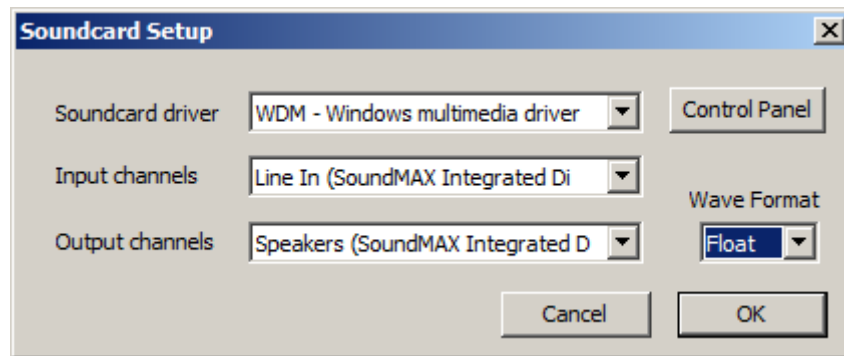 Soundcard Setup
Soundcard driver WDM - Windows multimedia driver Control Panel
Input channels Line In (SoundMAX Integrated Di
Wave Format
Output channels Speakers (SoundMAX Integrated D Float
Cancel OK